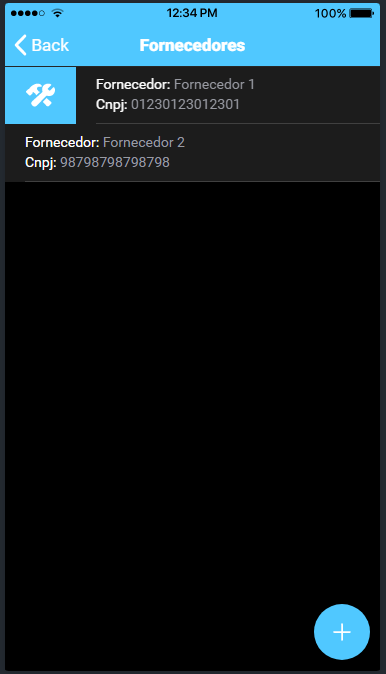 12:34 PM
100%
Back
Fornecedores
Fornecedor: Fornecedor 1
Cnpj: 01230123012301
Fornecedor: Fornecedor 2
Cnpj: 98798798798798